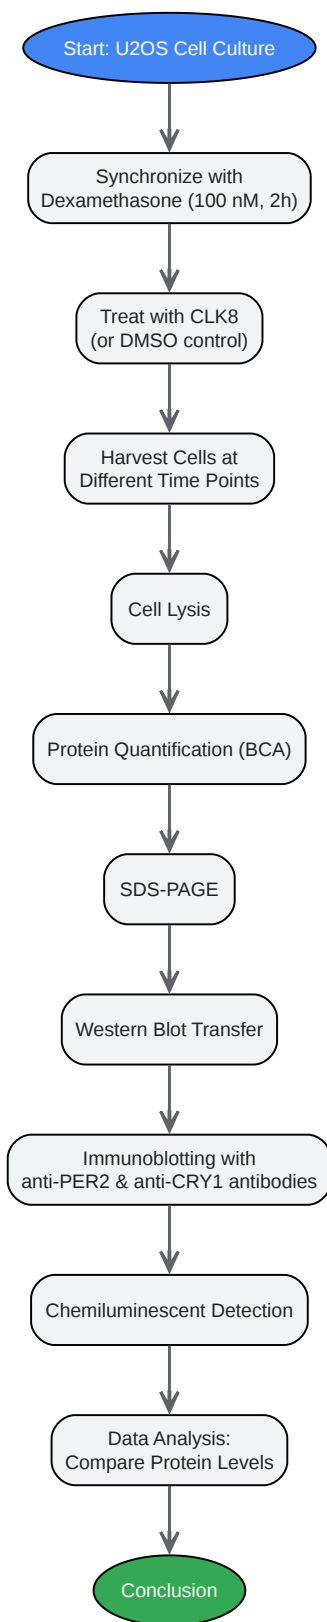 Start: U2OS Cell Culture
Synchronize with
Dexamethasone (100 nM, 2h)
Treat with CLK8
(or DMSO control)
Harvest Cells at
Different Time Points
Cell Lysis
Protein Quantification (BCA)
SDS-PAGE
Western Blot Transfer
Immunoblotting with
anti-PER2 & anti-CRY1 antibodies
Chemiluminescent Detection
Data Analysis:
Compare Protein Levels
Conclusion